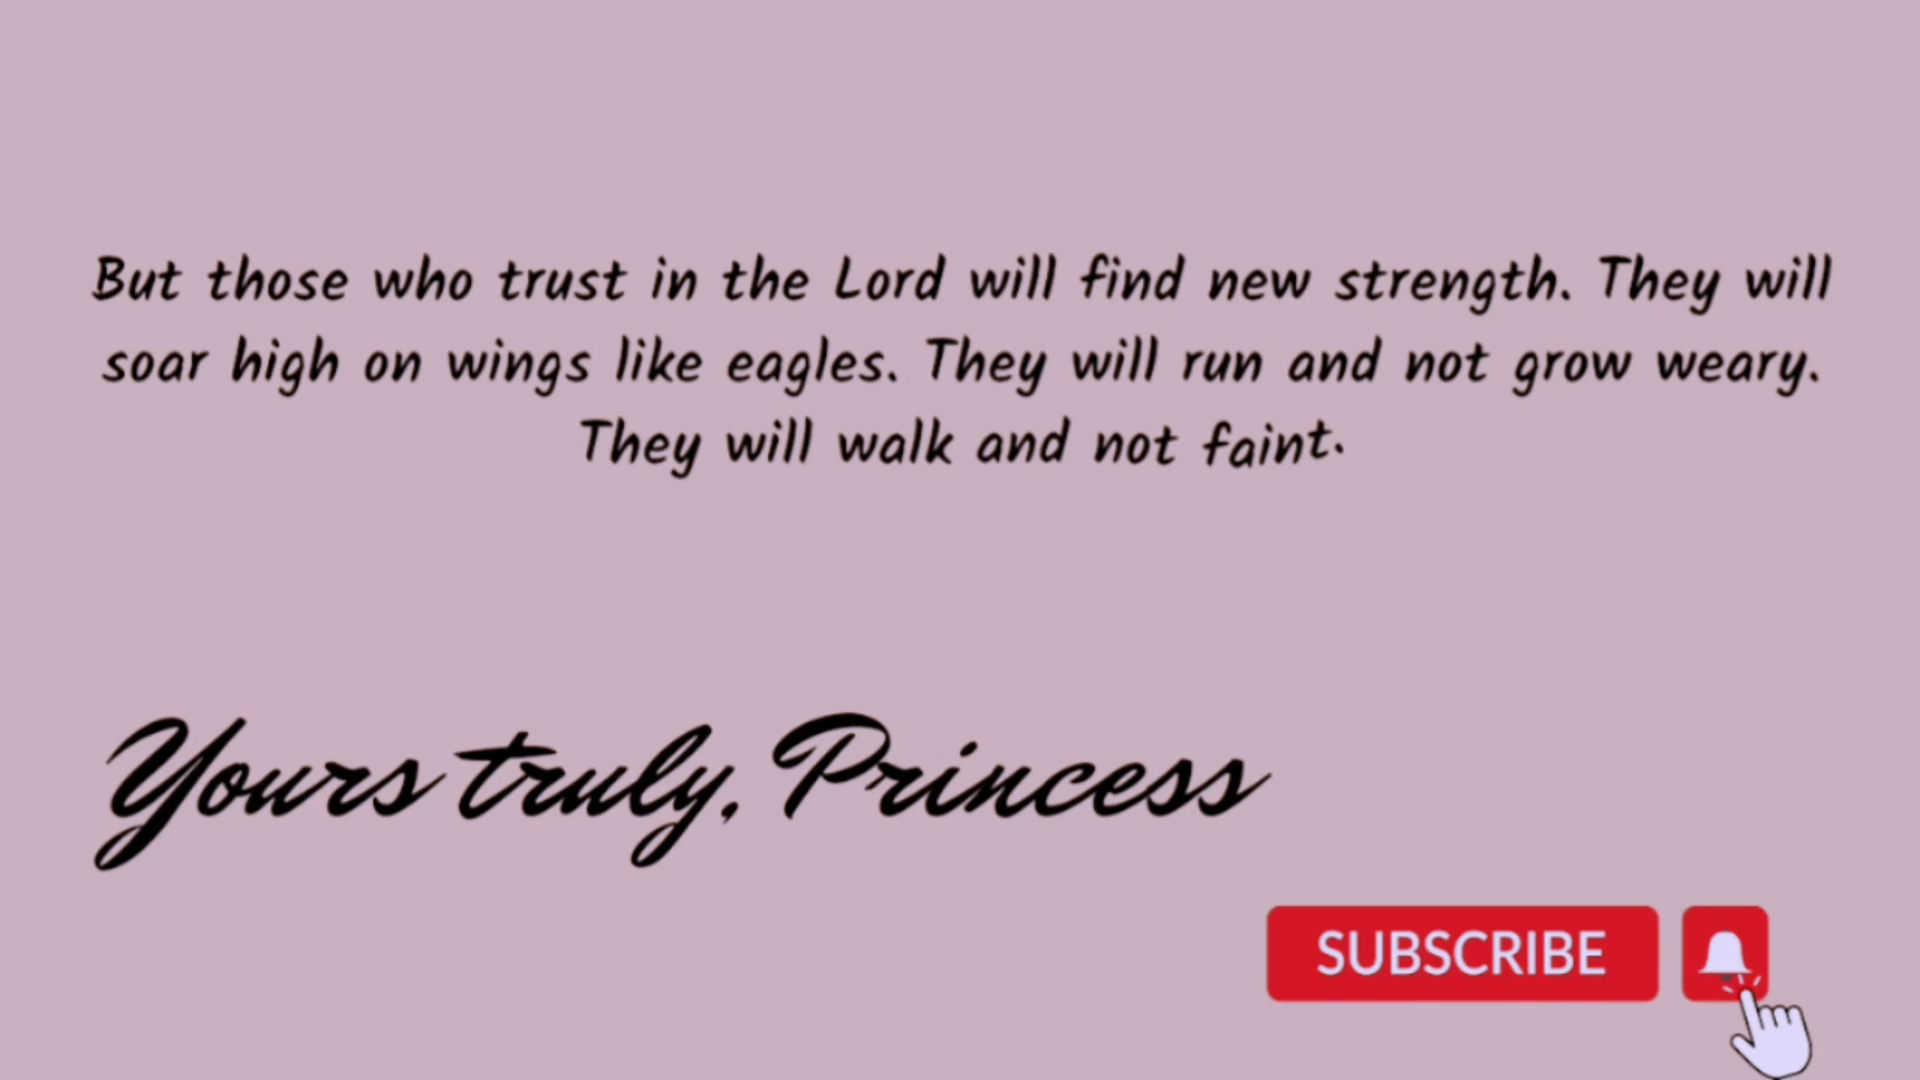 But those who trust in the Lord will find new strength. They will
soar high on wings like eagles. They will run and not grow weary.
They will walk and not faint.
Yours truly, Princess
SUBSCRIBE